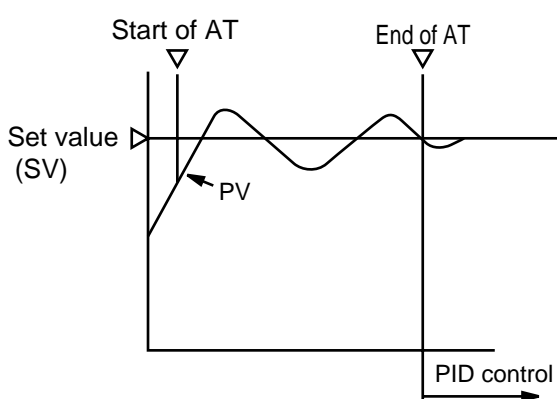 Start of AT
End of AT
Set value
(SV)
PV
PID control